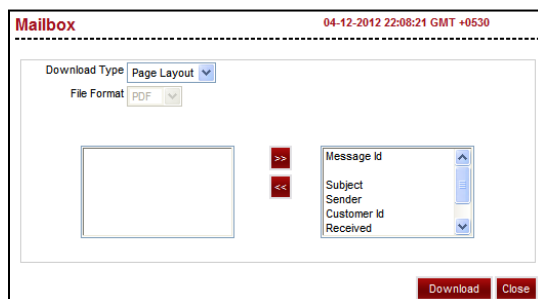 Mailbox 04-12-2012 22:08:21 GMT +0530
Download Type Page Layout
File Format PDF
>> Message Id
<< Subject
Sender
Customer Id
Received
Download Close